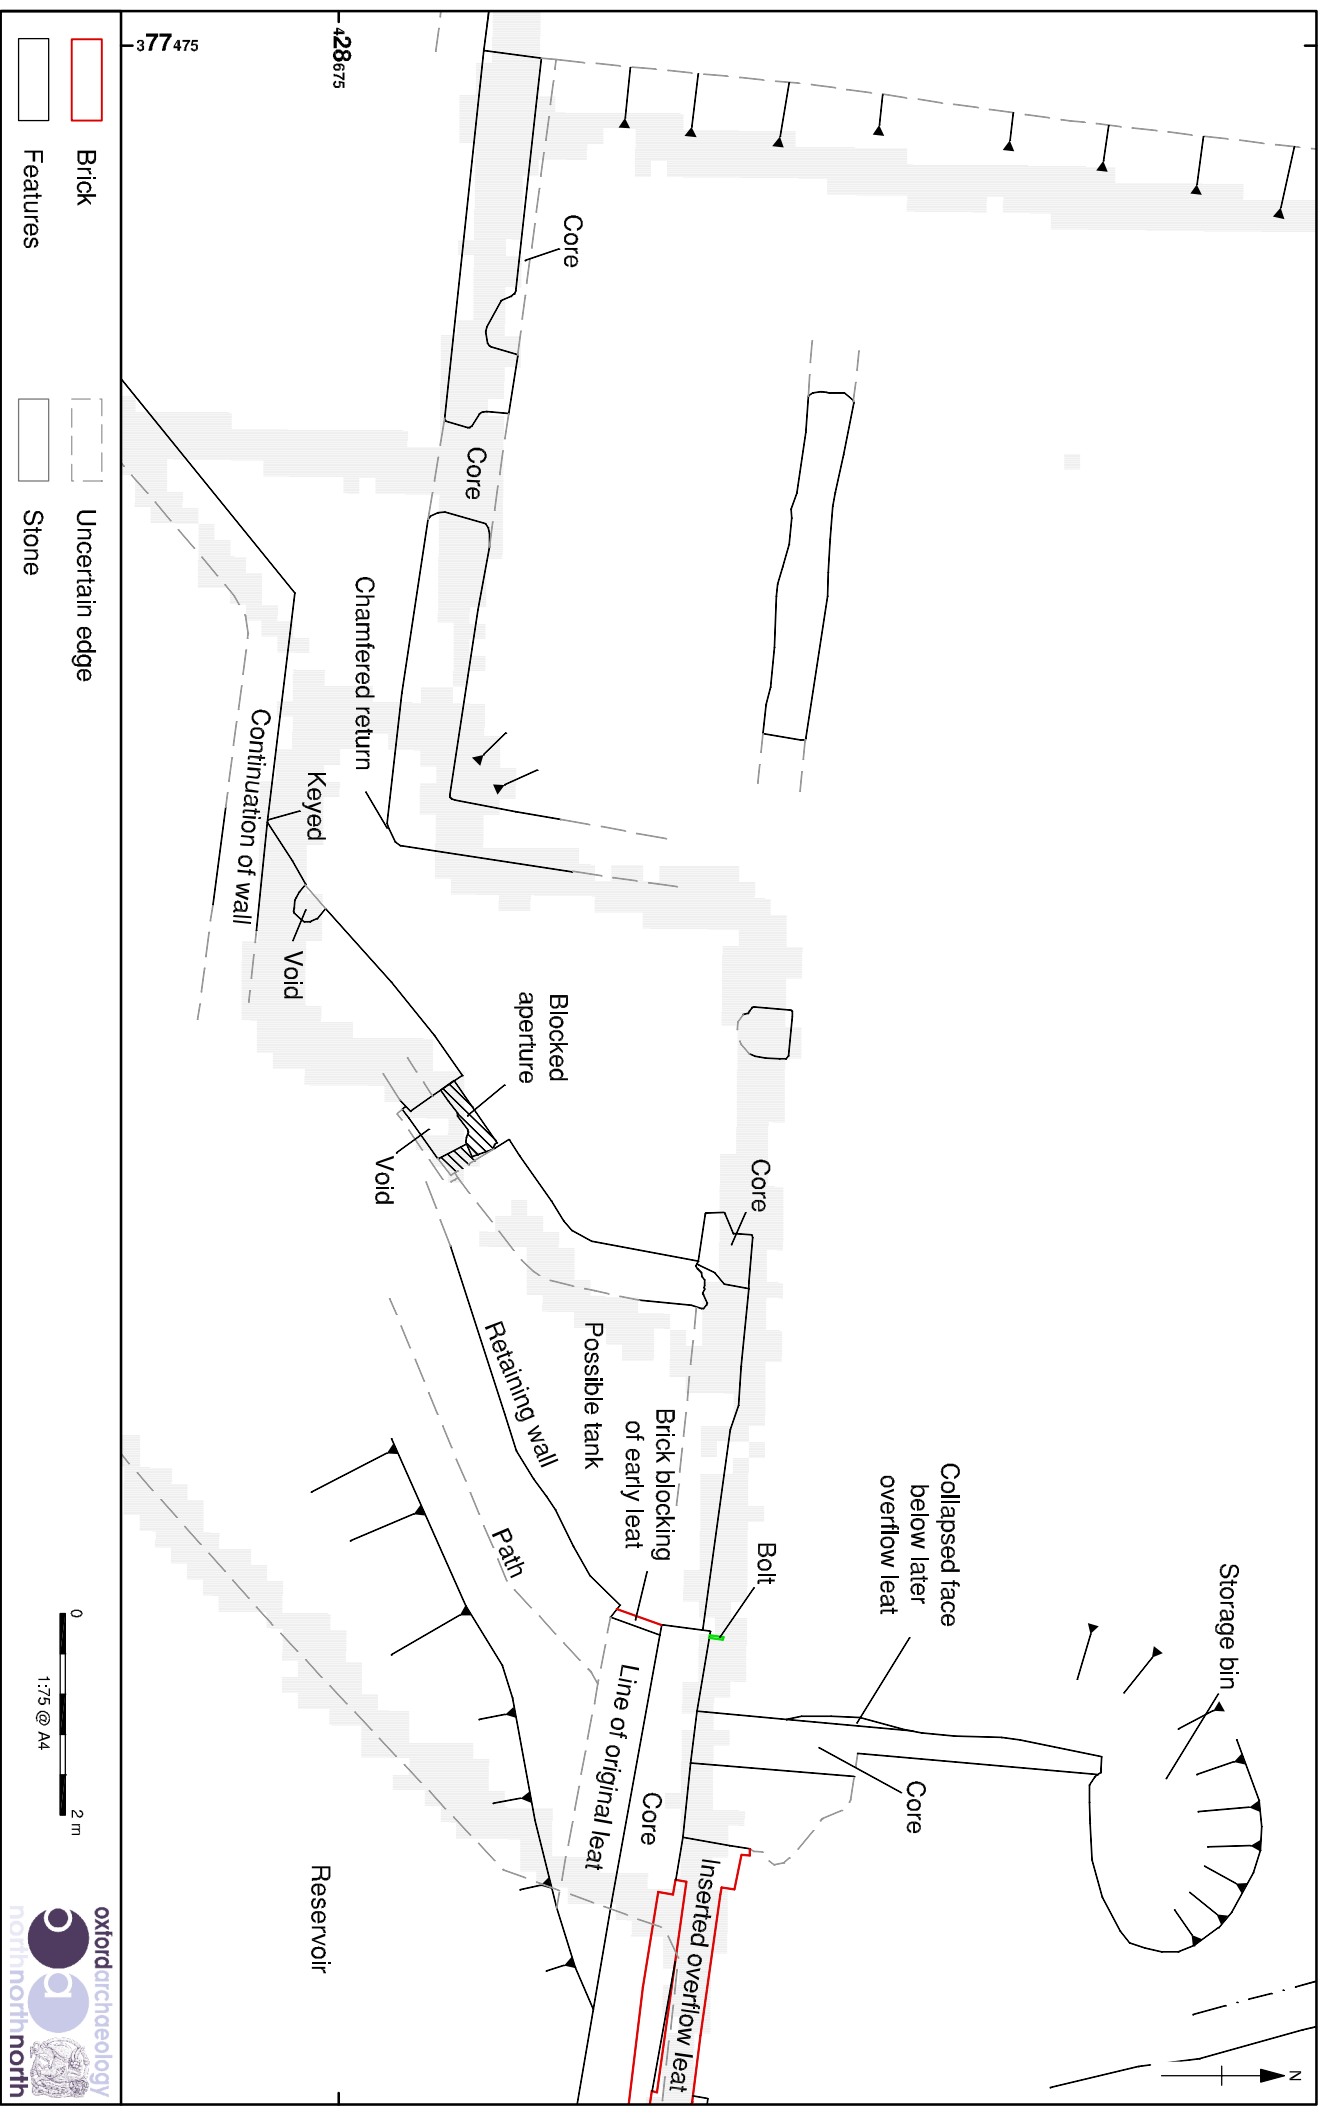 Storage bin
Collapsed face
below later
overflow leat
Bolt
Core
Core
Inserted overflow leat
Core
Line of original leat
Brick blocking
of early leat
Possible tank
Retaining wall
Path
Blocked
aperture
Void
Void
Keyed
Continuation of wall
Chamfered return
Core
Core
Reservoir
N
428675
377475
Brick
Features
Uncertain edge
Stone
0
2 m
1:75 @ A4
oxfordarchaeology
oa
northnorthnorth